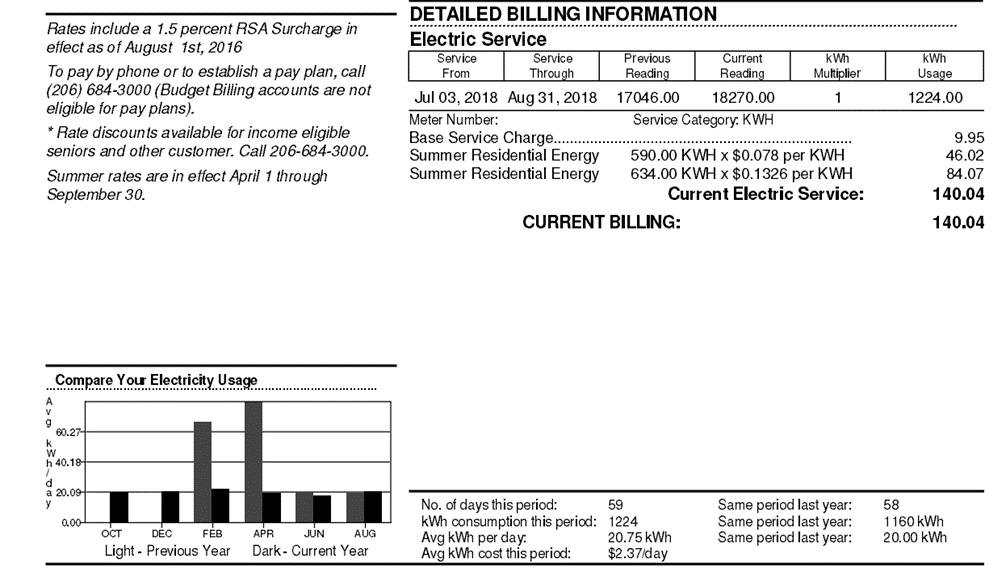 Rates include a 1.5 percent RSA Surcharge in
effect as of August 1st, 2016
To pay by phone or to establish a pay plan, call
(206) 684-3000 (Budget Billing accounts are not
eligible for pay plans).
* Rate discounts available for income eligible
seniors and other customer. Call 206-684-3000.
Summer rates are in effect April 1 through
September 30.
DETAILED BILLING INFORMATION
Electric Service
Service From Service Through Previous Reading Current Reading kWh Multiplier kWh Usage
Jul 03, 2018 Aug 31, 2018 17046.00 18270.00 1 1224.00
Meter Number: Service Category: KWH
Base Service Charge 9.95
Summer Residential Energy 590.00 KWH x $0.078 per KWH 46.02
Summer Residential Energy 634.00 KWH x $0.1326 per KWH 84.07
Current Electric Service: 140.04
CURRENT BILLING: 140.04
Compare Your Electricity Usage
Avg kWh/day
60.27
40.18
20.09
0.00
OCT DEC FEB APR JUN AUG
Light - Previous Year Dark - Current Year
No. of days this period: 59 Same period last year: 58
kWh consumption this period: 1224 Same period last year: 1160 kWh
Avg kWh per day: 20.75 kWh Same period last year: 20.00 kWh
Avg kWh cost this period: $2.37/day